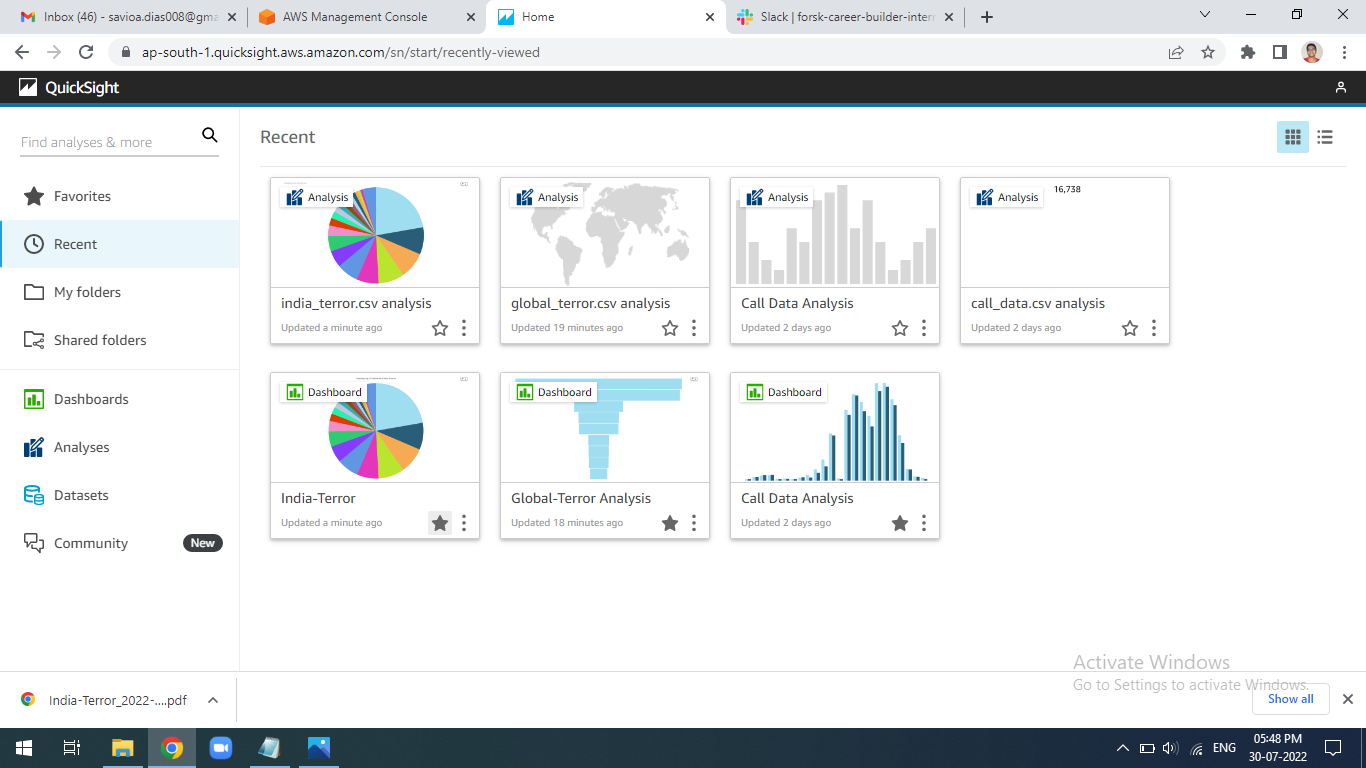 Inbox (46) - savioa.dias008@gma
AWS Management Console
Home
Slack | forsk-career-builder-inter
ap-south-1.quicksight.aws.amazon.com/sn/start/recently-viewed
QuickSight
Find analyses & more
Favorites
Recent
My folders
Shared folders
Dashboards
Analyses
Datasets
Community
New
Recent
Analysis
india_terror.csv analysis
Updated a minute ago
Analysis
global_terror.csv analysis
Updated 19 minutes ago
Analysis
Call Data Analysis
Updated 2 days ago
Analysis
16,738
call_data.csv analysis
Updated 2 days ago
Dashboard
India-Terror
Updated a minute ago
Dashboard
Global-Terror Analysis
Updated 18 minutes ago
Dashboard
Call Data Analysis
Updated 2 days ago
Activate Windows
Go to Settings to activate Windows.
India-Terror_2022-....pdf
Show all
ENG
05:48 PM
30-07-2022